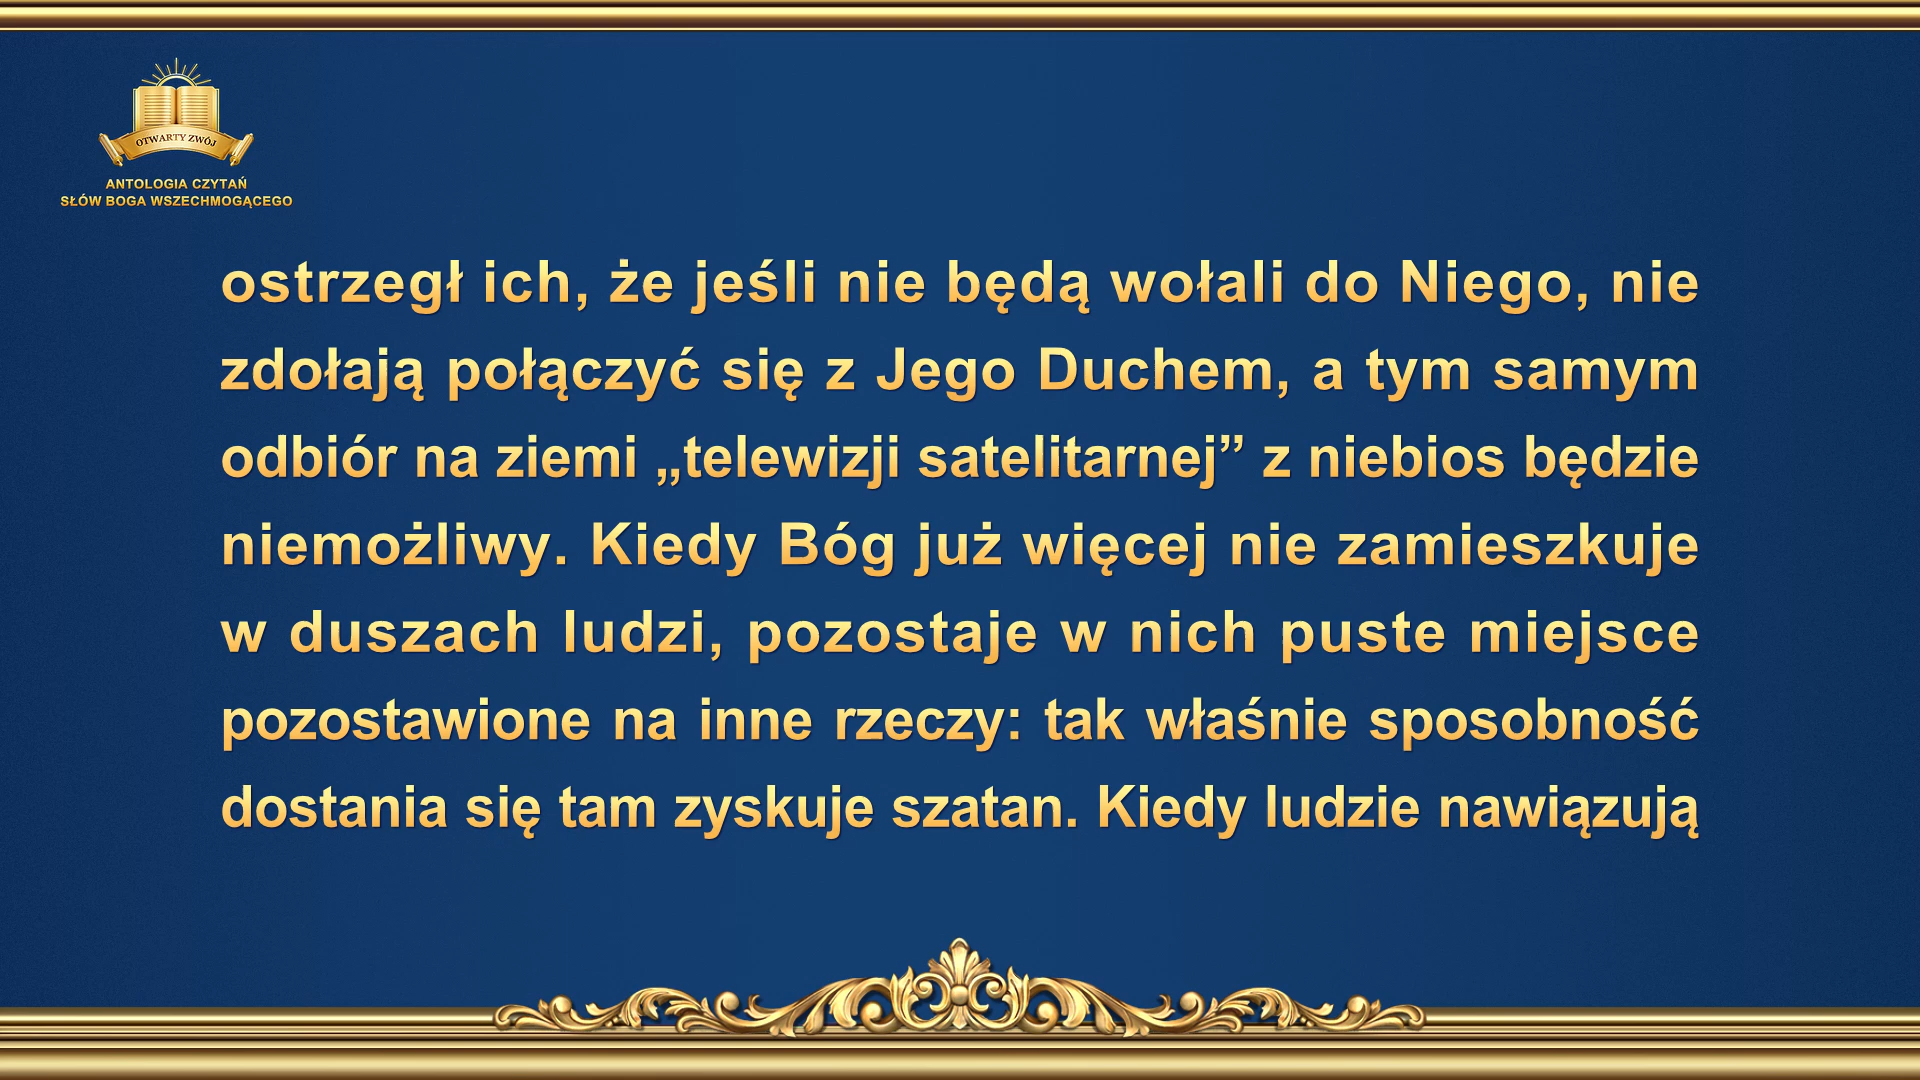 OTWARTY ZWÓJ
ANTOLOGIA CZYTAŃ
SŁÓW BOGA WSZECHMOGĄCEGO
ostrzegł ich, że jeśli nie będą wołali do Niego, nie
zdołają połączyć się z Jego Duchem, a tym samym
odbiór na ziemi „telewizji satelitarnej” z niebios będzie
niemożliwy. Kiedy Bóg już więcej nie zamieszkuje
w duszach ludzi, pozostaje w nich puste miejsce
pozostawione na inne rzeczy: tak właśnie sposobność
dostania się tam zyskuje szatan. Kiedy ludzie nawiązują